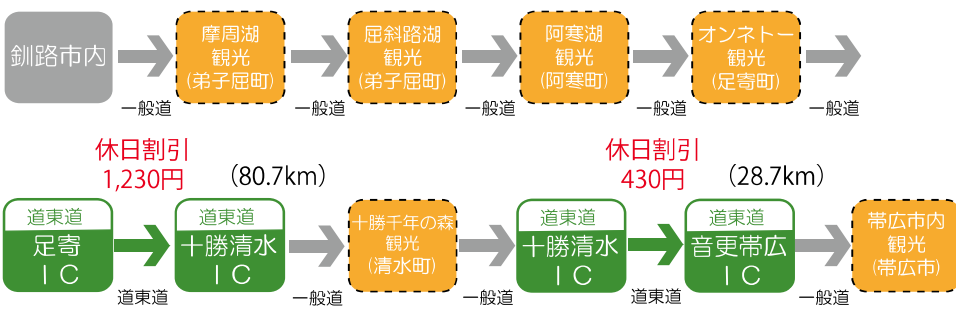 釧路市内
摩周湖
観光
(弟子屈町)
屈斜路湖
観光
(弟子屈町)
阿寒湖
観光
(阿寒町)
オンネトー
観光
(足寄町)
一般道
一般道
一般道
一般道
一般道
休日割引
1,230円
(80.7km)
休日割引
430円
(28.7km)
道東道
足寄
IC
道東道
十勝清水
IC
十勝千年の森
観光
(清水町)
道東道
十勝清水
IC
道東道
音更帯広
IC
帯広市内
観光
(帯広市)
道東道
一般道
一般道
道東道
一般道